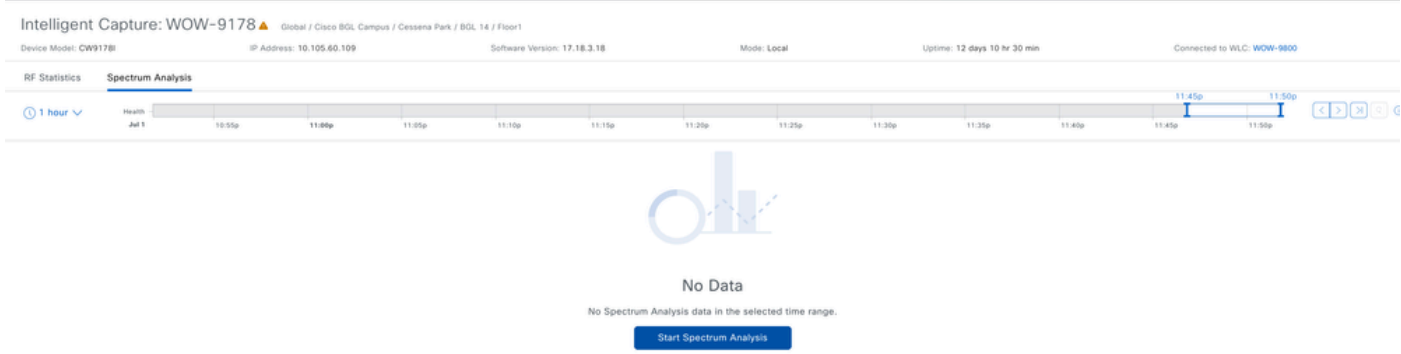 Intelligent Capture: WOW-9178 Global / Cisco BGL Campus / Cessena Park / BGL 14 / Floor1
Device Model: CW9178I IP Address: 10.105.60.109 Software Version: 17.18.3.18 Mode: Local Uptime: 12 days 10 hr 30 min Connected to WLC: WOW-9800
RF Statistics Spectrum Analysis
11:45p 11:50p
1 hour Health
Jul 1 10:55p 11:00p 11:05p 11:10p 11:15p 11:20p 11:25p 11:30p 11:35p 11:40p 11:45p 11:50p
No Data
No Spectrum Analysis data in the selected time range.
Start Spectrum Analysis